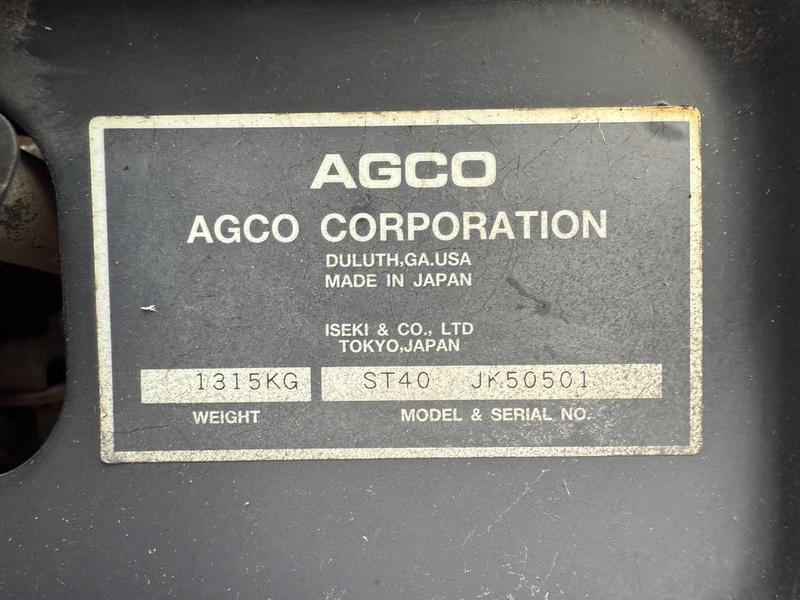 AGCO
AGCO CORPORATION
DULUTH,GA.USA
MADE IN JAPAN
ISEKI & CO., LTD
TOKYO,JAPAN
1315KG ST40 JK50501
WEIGHT MODEL & SERIAL NO.